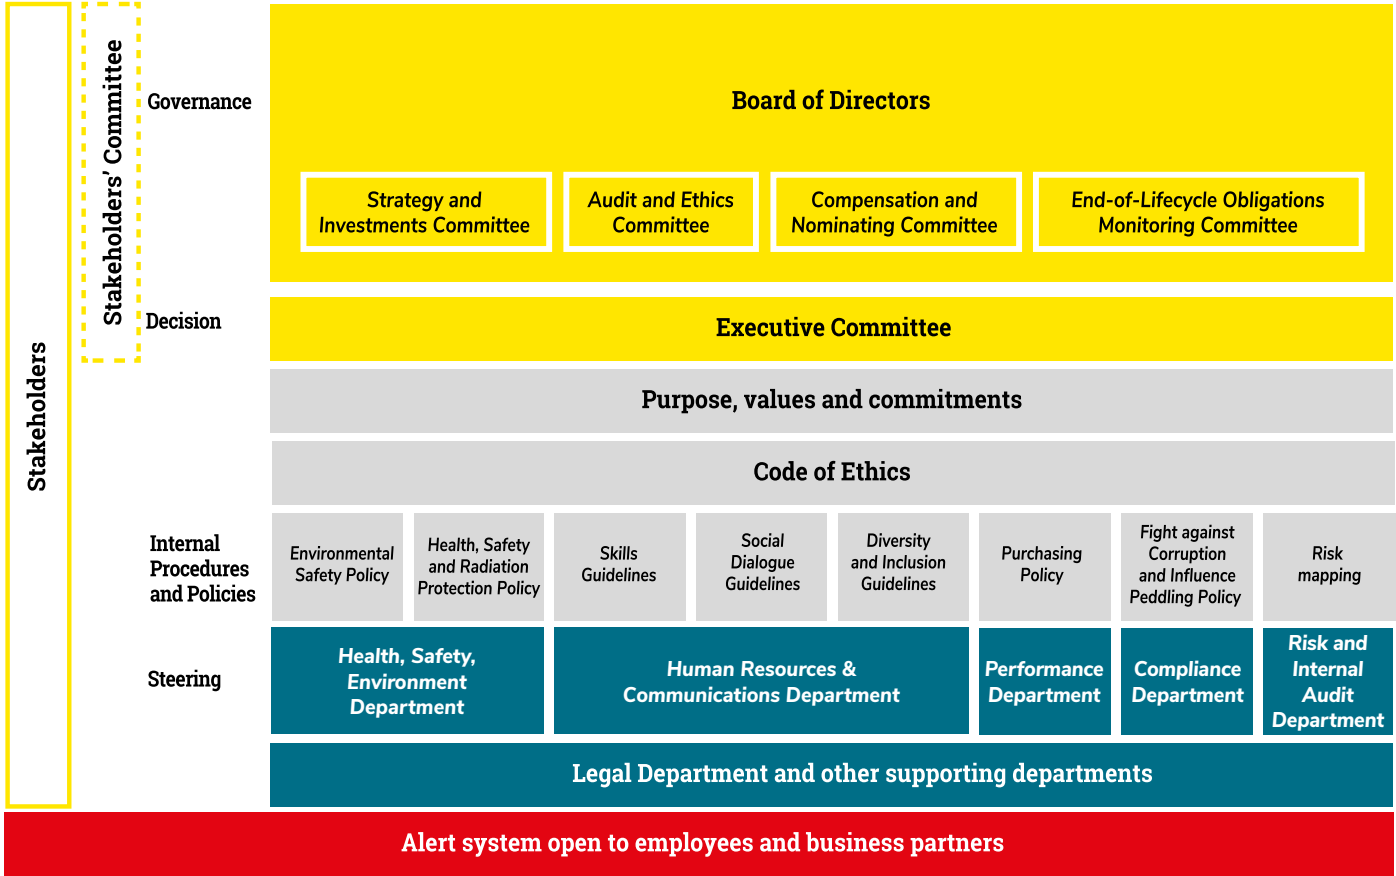 Stakeholders
Stakeholders' Committee
Governance
Board of Directors
Strategy and
Investments Committee
Audit and Ethics
Committee
Compensation and
Nominating Committee
End-of-Lifecycle Obligations
Monitoring Committee
Decision
Executive Committee
Purpose, values and commitments
Code of Ethics
Internal
Procedures
and Policies
Environmental
Safety Policy
Health, Safety
and Radiation
Protection Policy
Skills
Guidelines
Social
Dialogue
Guidelines
Diversity
and Inclusion
Guidelines
Purchasing
Policy
Fight against
Corruption
and Influence
Peddling Policy
Risk
mapping
Steering
Health, Safety,
Environment
Department
Human Resources &
Communications Department
Performance
Department
Compliance
Department
Risk and
Internal
Audit
Department
Legal Department and other supporting departments
Alert system open to employees and business partners